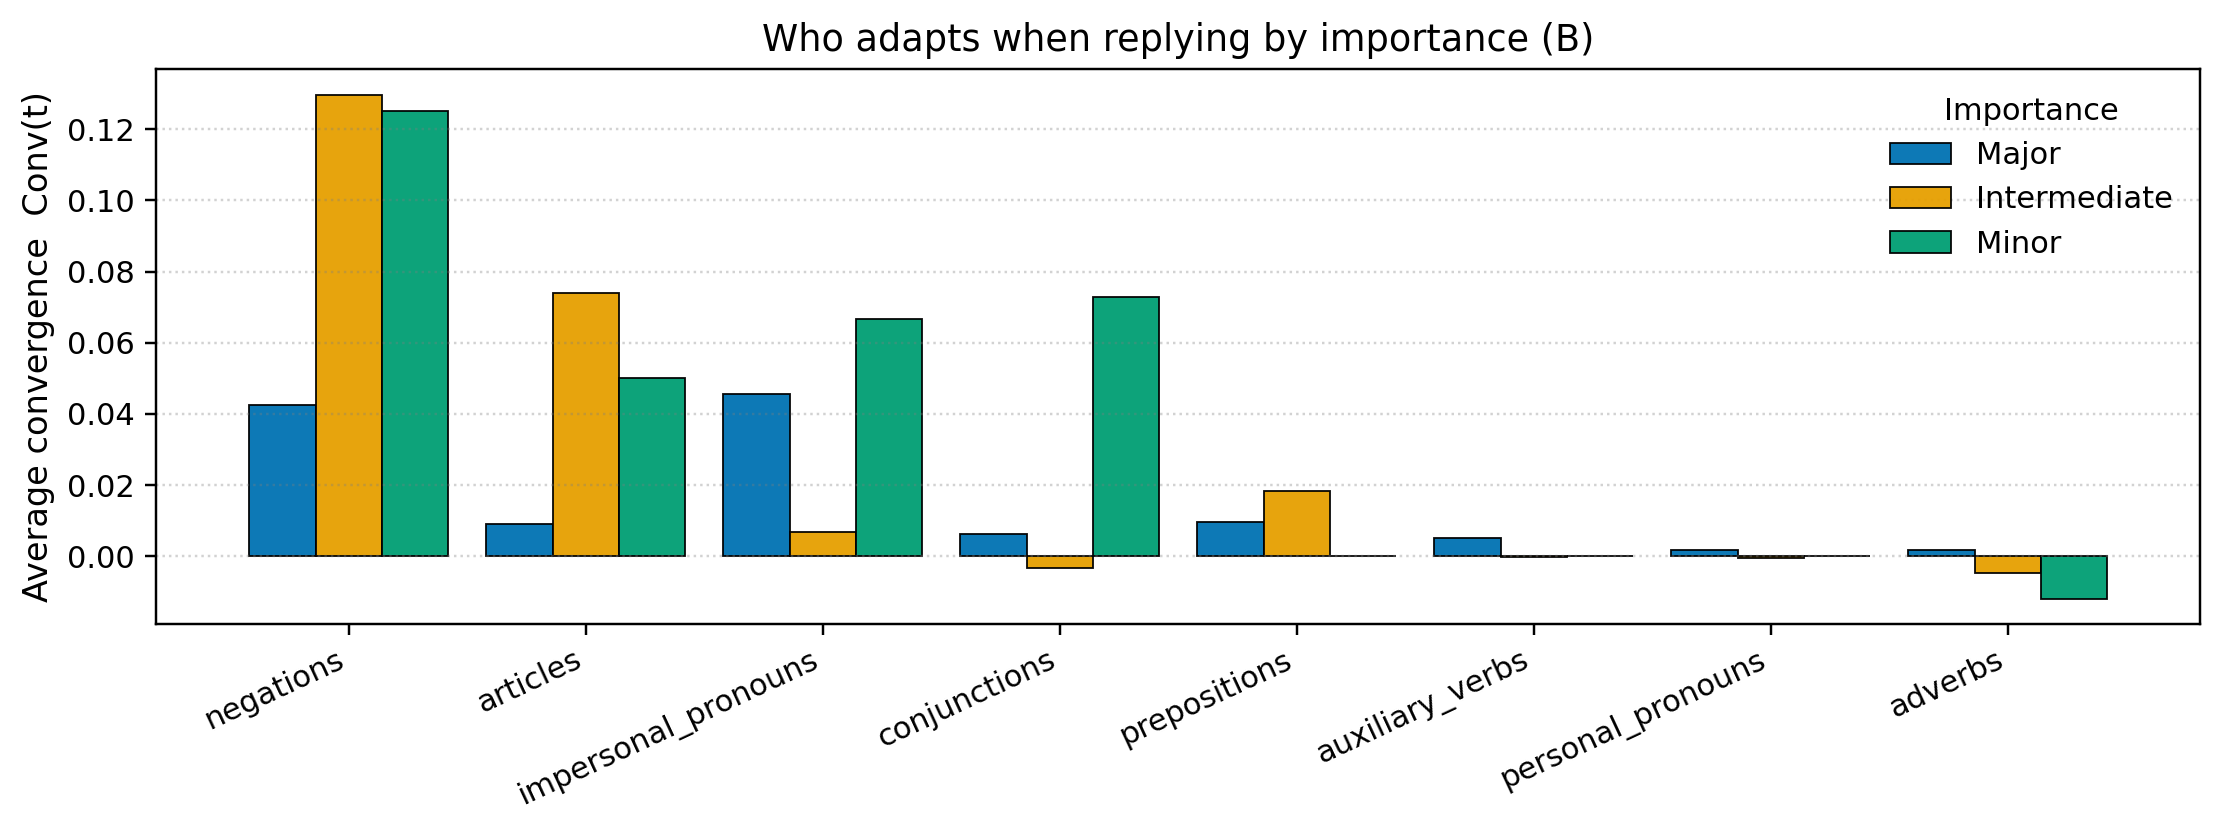 Who adapts when replying by importance (B)
Average convergence  Conv(t)
0.12
0.10
0.08
0.06
0.04
0.02
0.00
Importance
Major
Intermediate
Minor
negations
articles
impersonal_pronouns
conjunctions
prepositions
auxiliary_verbs
personal_pronouns
adverbs